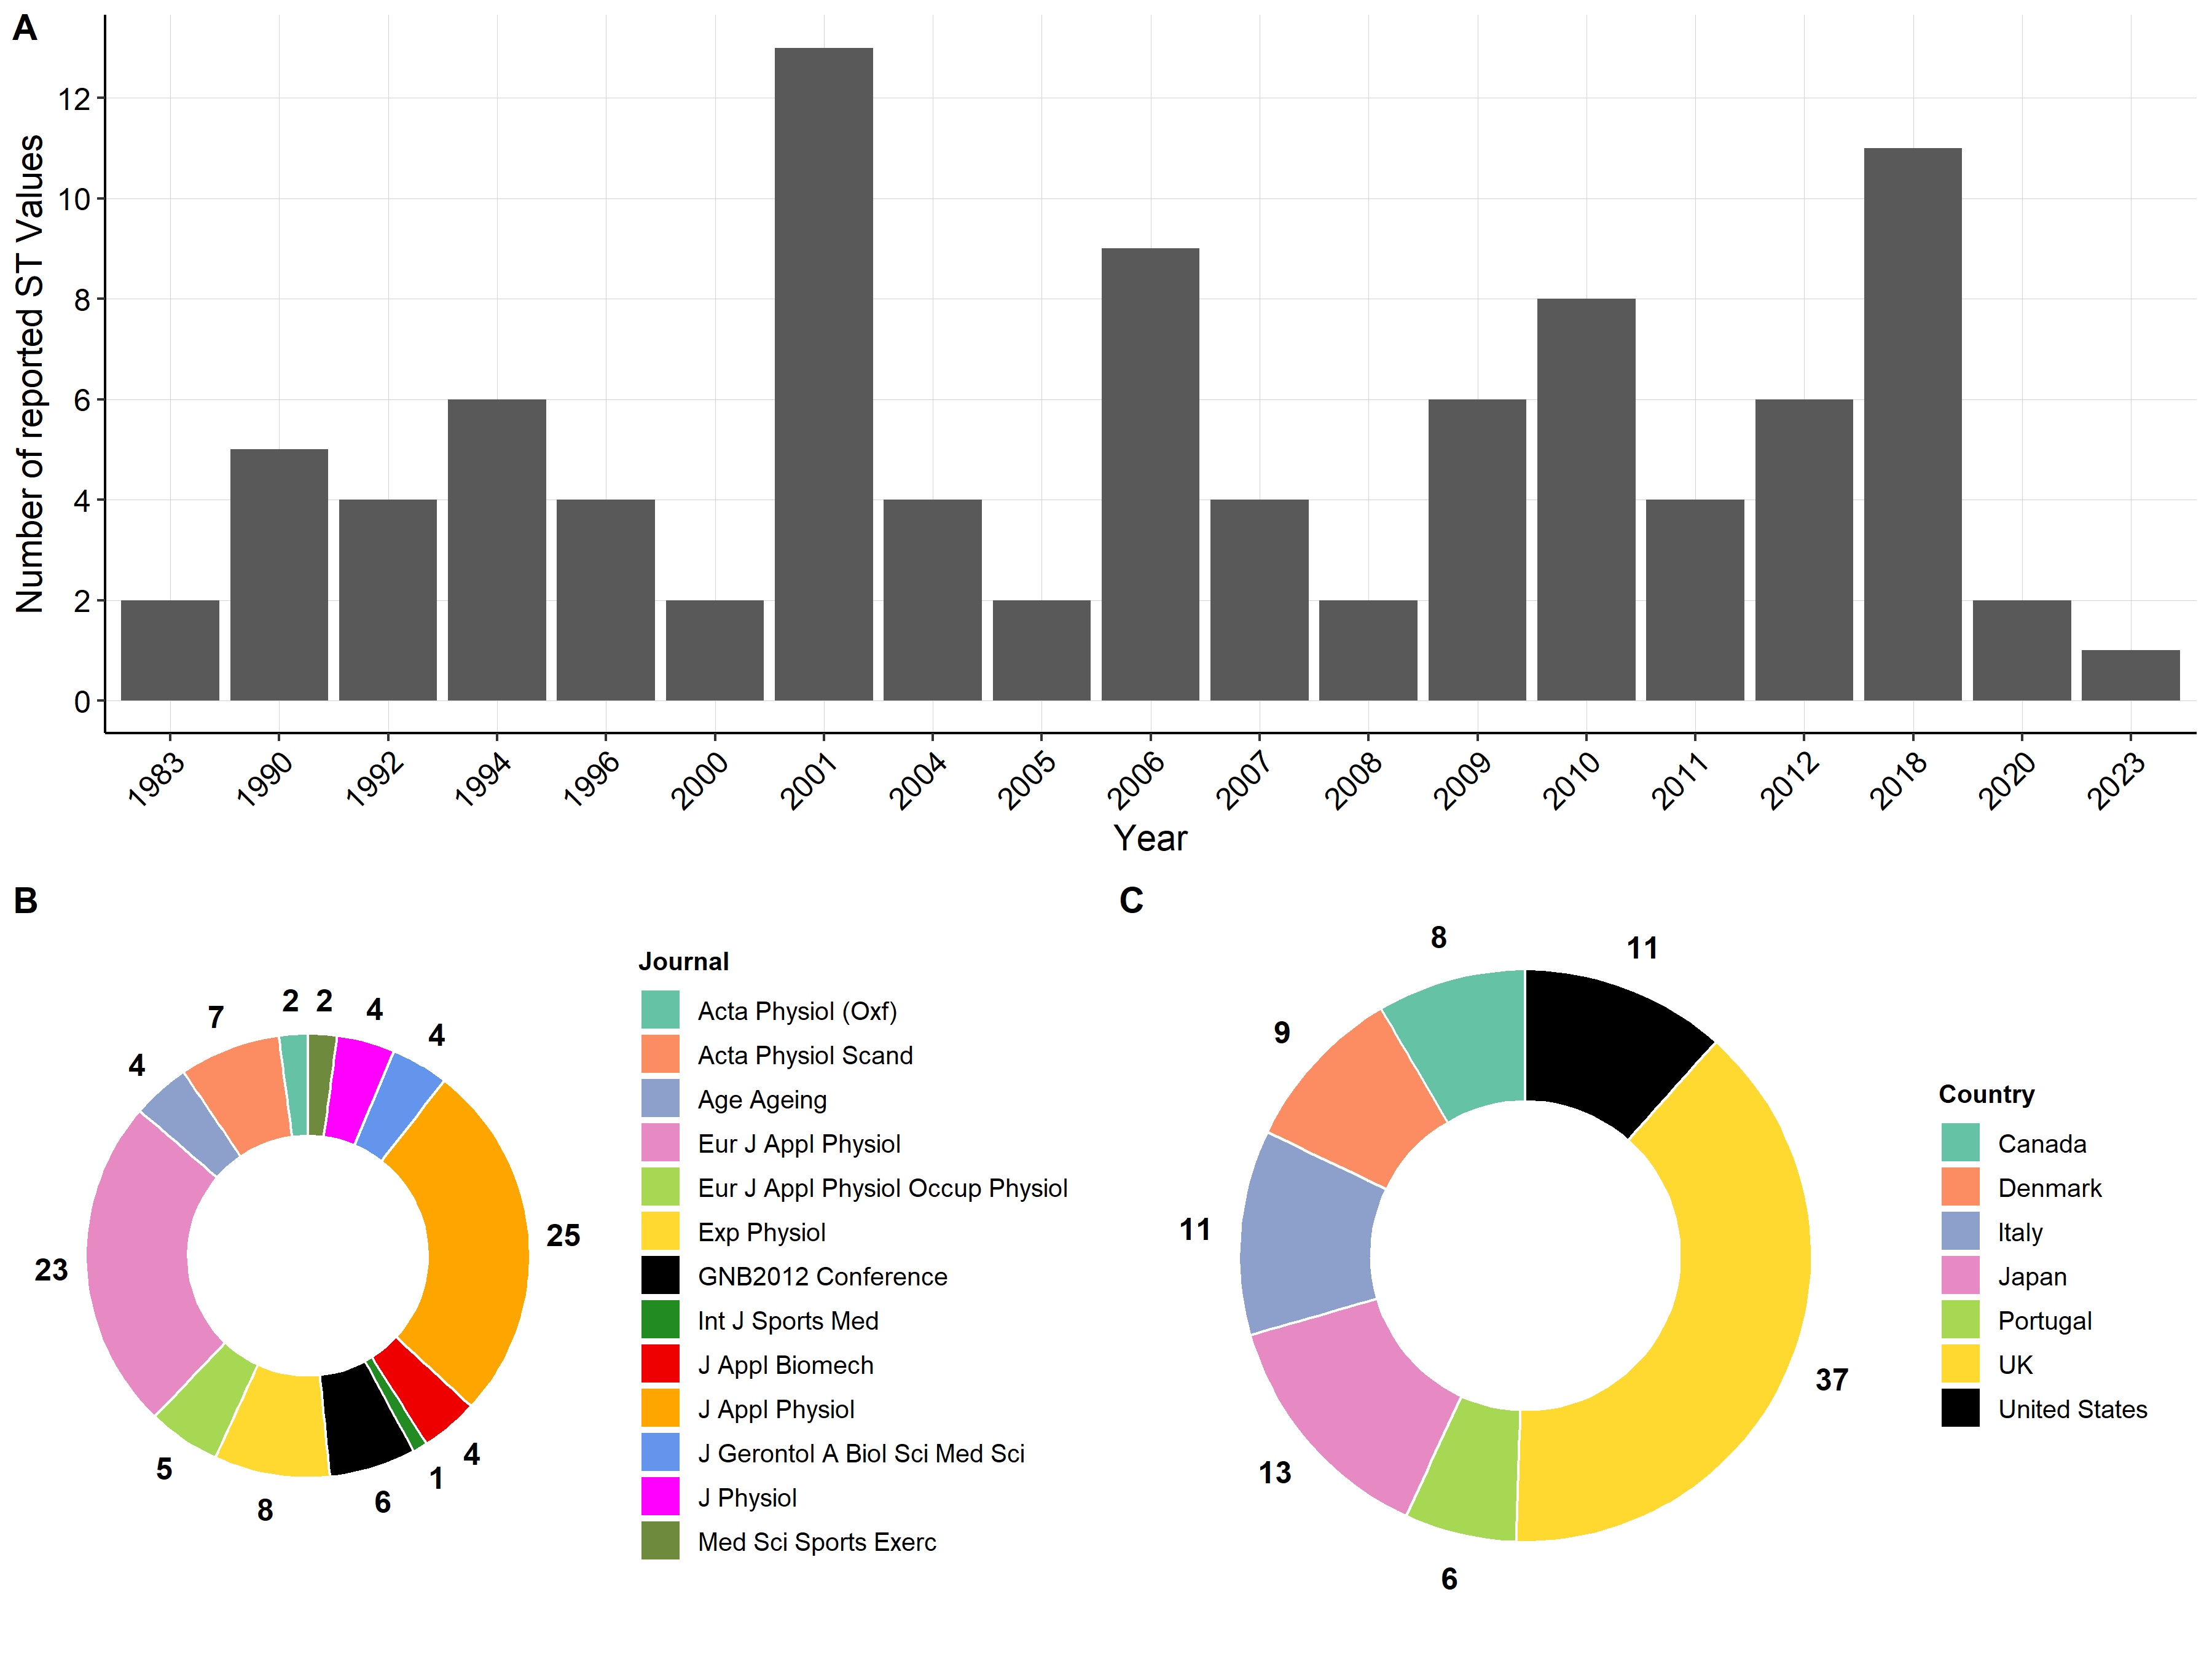 A
Number of reported ST Values
12
10
8
6
4
2
0
1983 1990 1992 1994 1996 2000 2001 2004 2005 2006 2007 2008 2009 2010 2011 2012 2018 2020 2023
Year
B
2 2 4 4 25 4 1 6 8 5 23 4 7
Journal
Acta Physiol (Oxf)
Acta Physiol Scand
Age Ageing
Eur J Appl Physiol
Eur J Appl Physiol Occup Physiol
Exp Physiol
GNB2012 Conference
Int J Sports Med
J Appl Biomech
J Appl Physiol
J Gerontol A Biol Sci Med Sci
J Physiol
Med Sci Sports Exerc
C
8 11 37 6 13 11 9
Country
Canada
Denmark
Italy
Japan
Portugal
UK
United States